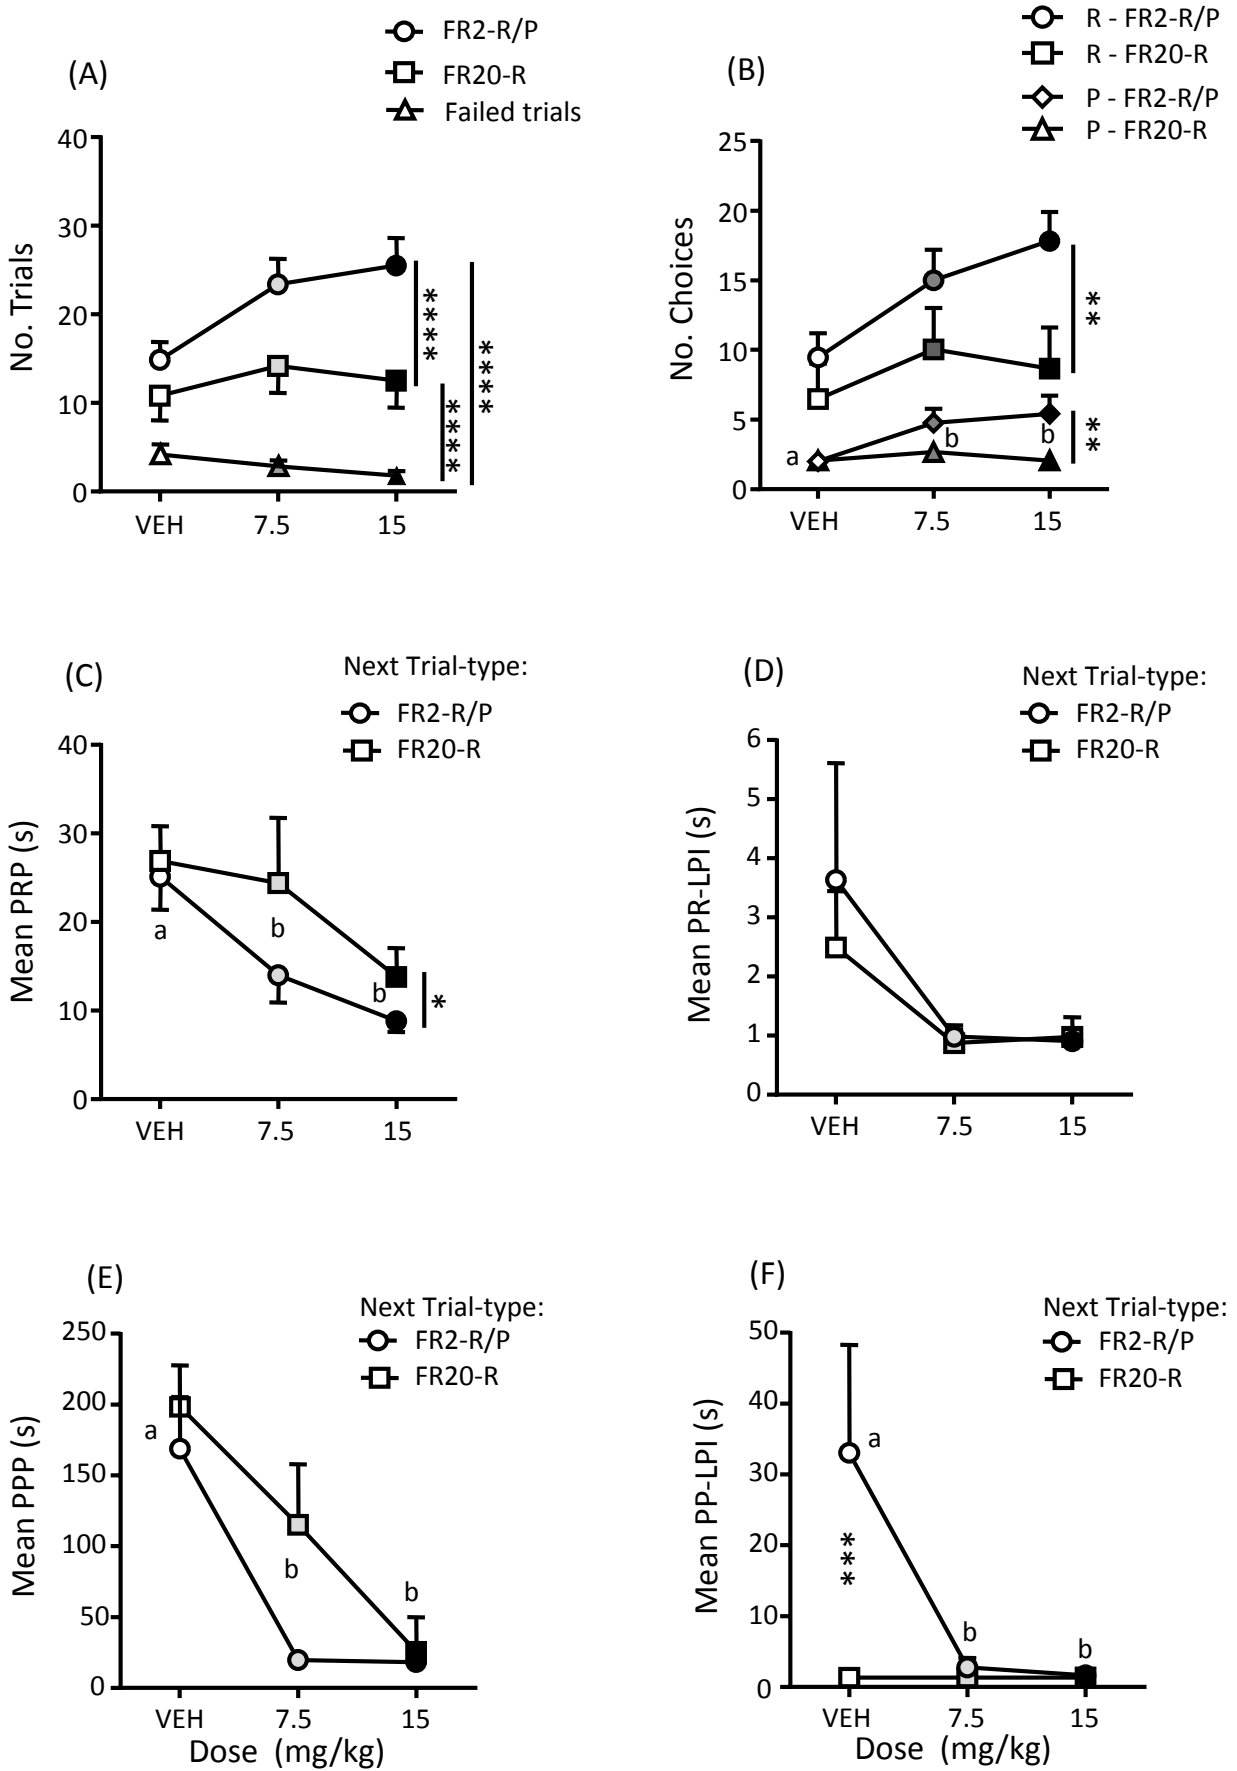 (A)
FR2-R/P
FR20-R
Failed trials
No. Trials
40
30
20
10
0
****
****
****
VEH 7.5 15
(B)
R - FR2-R/P
R - FR20-R
P - FR2-R/P
P - FR20-R
No. Choices
25
20
15
10
5
0
**
**
a b b
VEH 7.5 15
(C)
Next Trial-type:
FR2-R/P
FR20-R
Mean PRP (s)
40
30
20
10
0
a b b *
VEH 7.5 15
(D)
Next Trial-type:
FR2-R/P
FR20-R
Mean PR-LPI (s)
6
5
4
3
2
1
0
VEH 7.5 15
(E)
Next Trial-type:
FR2-R/P
FR20-R
Mean PPP (s)
250
200
150
100
50
0
a b b
VEH 7.5 15
Dose (mg/kg)
(F)
Next Trial-type:
FR2-R/P
FR20-R
Mean PP-LPI (s)
50
40
30
20
10
0
a
***
b b
VEH 7.5 15
Dose (mg/kg)